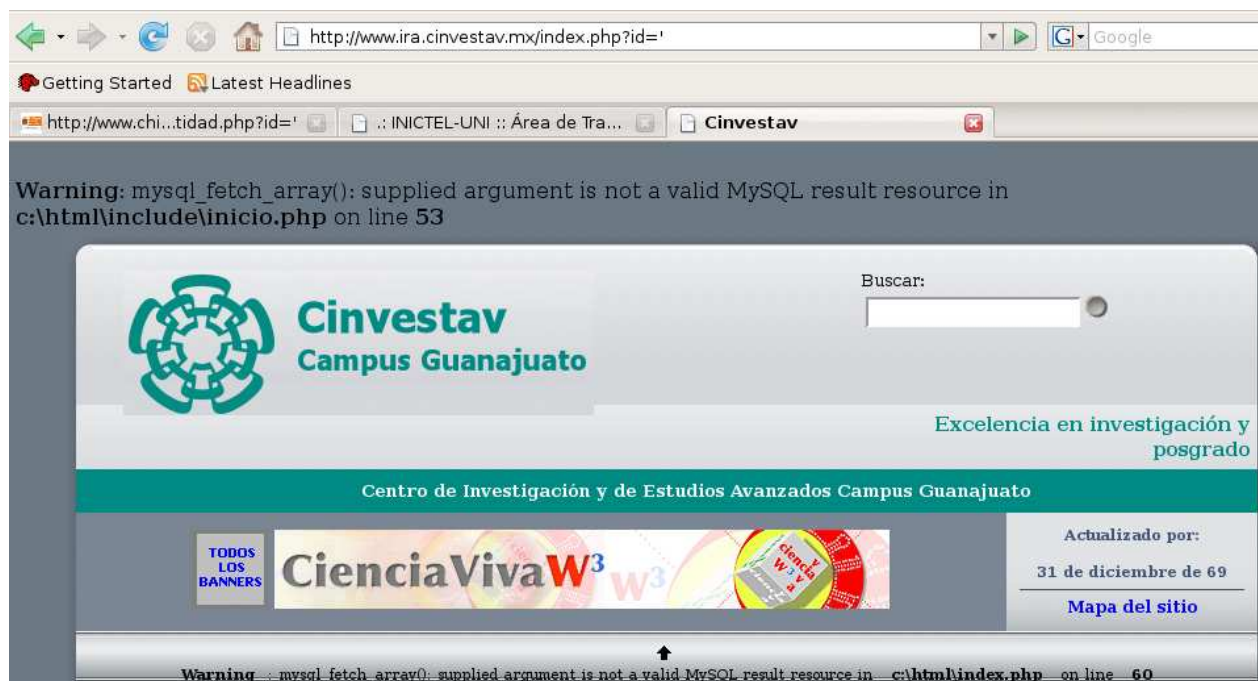 http://www.ira.cinvestav.mx/index.php?id='
G Google
Getting Started Latest Headlines
http://www.chi...tidad.php?id=' .: INICTEL-UNI :: Área de Tra... Cinvestav
Warning: mysql_fetch_array(): supplied argument is not a valid MySQL result resource in
c:\html\include\inicio.php on line 53
Buscar:
Cinvestav
Campus Guanajuato
Excelencia en investigación y
posgrado
Centro de Investigación y de Estudios Avanzados Campus Guanajuato
TODOS
LOS
BANNERS
CienciaVivaW3
W3
ciencia
W3
viva
Actualizado por:
31 de diciembre de 69
Mapa del sitio
Warning : mysql_fetch_array(): supplied argument is not a valid MySQL result resource in c:\html\index.php on line 60